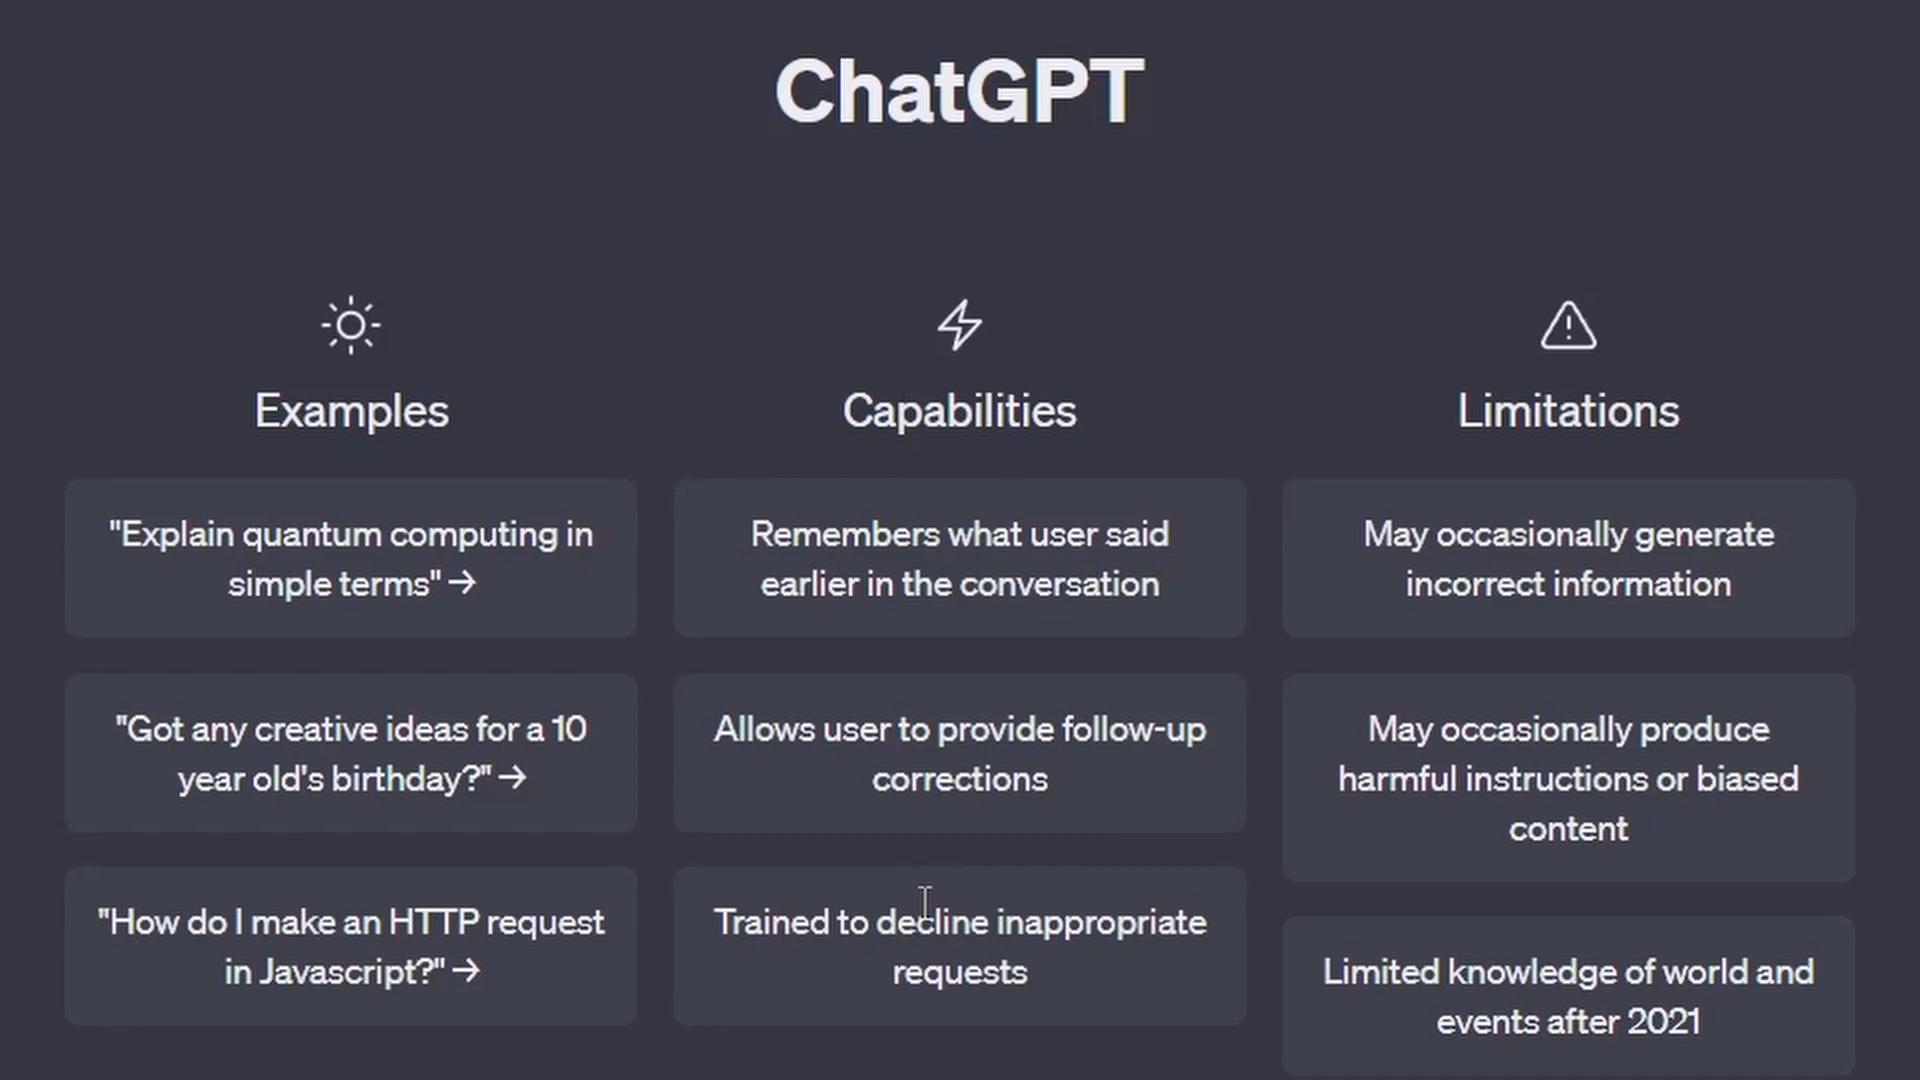 ChatGPT
Examples
"Explain quantum computing in
simple terms" →
"Got any creative ideas for a 10
year old's birthday?" →
"How do I make an HTTP request
in Javascript?" →
Capabilities
Remembers what user said
earlier in the conversation
Allows user to provide follow-up
corrections
Trained to decline inappropriate
requests
Limitations
May occasionally generate
incorrect information
May occasionally produce
harmful instructions or biased
content
Limited knowledge of world and
events after 2021